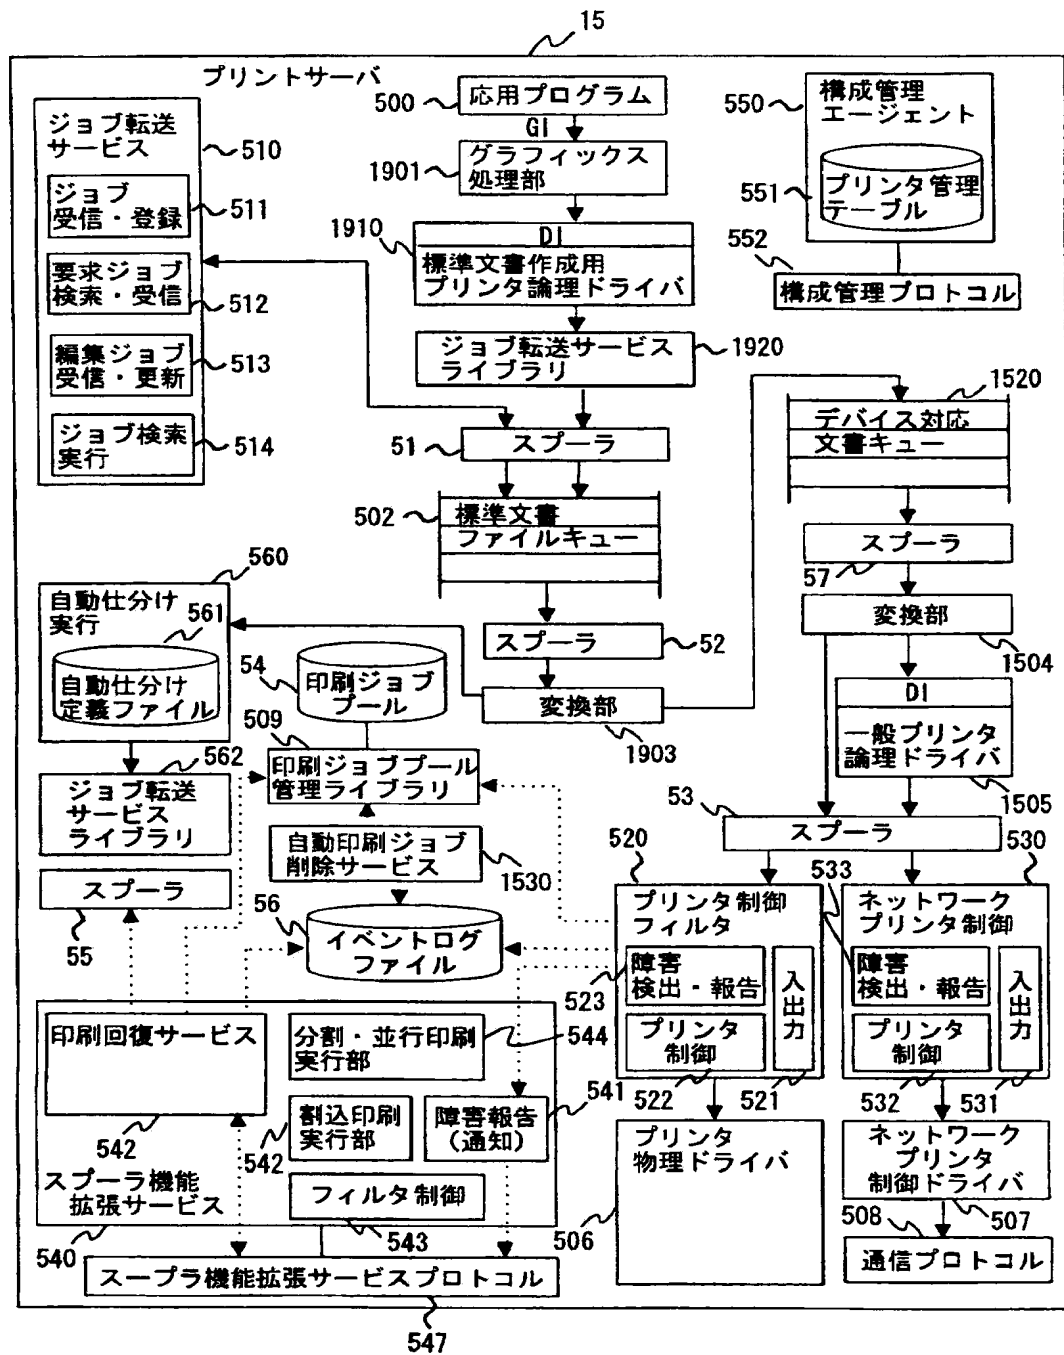 15
プリントサーバ
ジョブ転送
サービス
510
ジョブ
受信・登録
511
要求ジョブ
検索・受信
512
編集ジョブ
受信・更新
513
ジョブ検索
実行
514
500
応用プログラム
GI
1901
グラフィックス
処理部
1910
DI
標準文書作成用
プリンタ論理ドライバ
ジョブ転送サービス
ライブラリ
1920
550
構成管理
エージェント
551
プリンタ管理
テーブル
552
構成管理プロトコル
51
スプーラ
502
標準文書
ファイルキュー
スプーラ
52
変換部
1903
1520
デバイス対応
文書キュー
スプーラ
57
変換部
1504
DI
一般プリンタ
論理ドライバ
1505
53
スプーラ
560
自動仕分け
実行
561
自動仕分け
定義ファイル
562
ジョブ転送
サービス
ライブラリ
スプーラ
55
54
印刷ジョブ
プール
509
印刷ジョブプール
管理ライブラリ
自動印刷ジョブ
削除サービス
1530
56
イベントログ
ファイル
520
プリンタ制御
フィルタ
障害
検出・報告
523
プリンタ
制御
入出力
522
521
530
533
ネットワーク
プリンタ制御
障害
検出・報告
プリンタ
制御
入出力
532
531
印刷回復サービス
542
分割・並行印刷
実行部
544
割込印刷
実行部
542
障害報告
(通知)
541
フィルタ制御
543
スプーラ機能
拡張サービス
540
スープラ機能拡張サービスプロトコル
547
プリンタ
物理ドライバ
506
ネットワーク
プリンタ
制御ドライバ
507
508
通信プロトコル